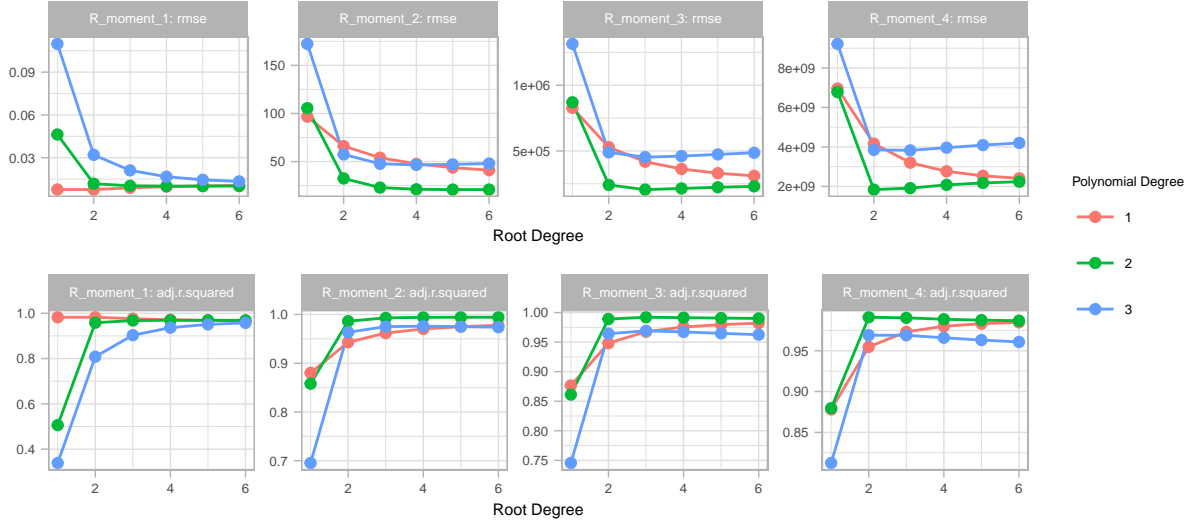 R_moment_1: rmse R_moment_2: rmse R_moment_3: rmse R_moment_4: rmse
0.09
0.06
0.03
150
100
50
1e+06
5e+05
8e+09
6e+09
4e+09
2e+09
2 4 6 2 4 6 2 4 6 2 4 6
Root Degree
Polynomial Degree
1
2
3
R_moment_1: adj.r.squared R_moment_2: adj.r.squared R_moment_3: adj.r.squared R_moment_4: adj.r.squared
1.0
0.8
0.6
0.4
1.0
0.9
0.8
0.7
1.00
0.95
0.90
0.85
0.80
0.75
0.95
0.90
0.85
2 4 6 2 4 6 2 4 6 2 4 6
Root Degree